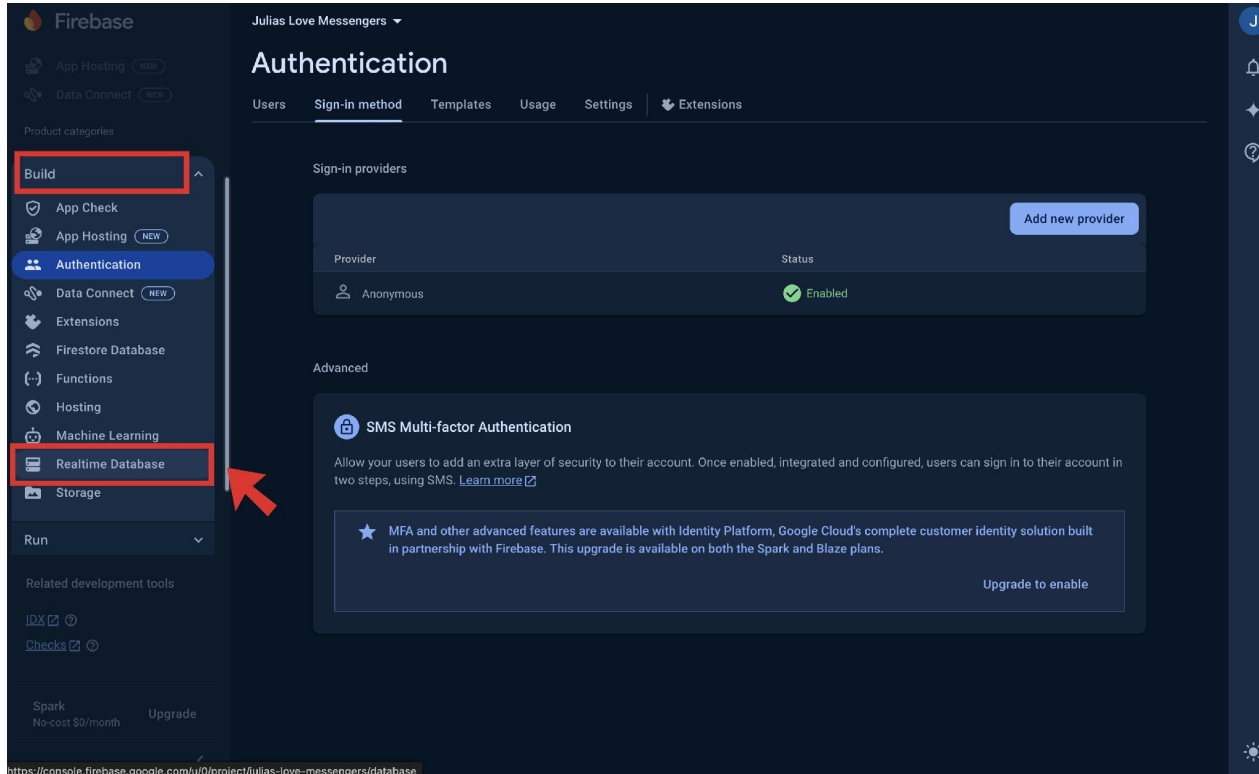 Firebase
App Hosting NEW
Data Connect NEW
Product categories
Build
App Check
App Hosting NEW
Authentication
Data Connect NEW
Extensions
Firestore Database
Functions
Hosting
Machine Learning
Realtime Database
Storage
Run
Related development tools
IDX
Checks
Spark
No-cost $0/month
Upgrade
https://console.firebase.google.com/u/0/project/julias-love-messengers/database
Julias Love Messengers
Authentication
Users Sign-in method Templates Usage Settings Extensions
Sign-in providers
Add new provider
Provider Status
Anonymous Enabled
Advanced
SMS Multi-factor Authentication
Allow your users to add an extra layer of security to their account. Once enabled, integrated and configured, users can sign in to their account in
two steps, using SMS. Learn more
MFA and other advanced features are available with Identity Platform, Google Cloud's complete customer identity solution built
in partnership with Firebase. This upgrade is available on both the Spark and Blaze plans.
Upgrade to enable
J